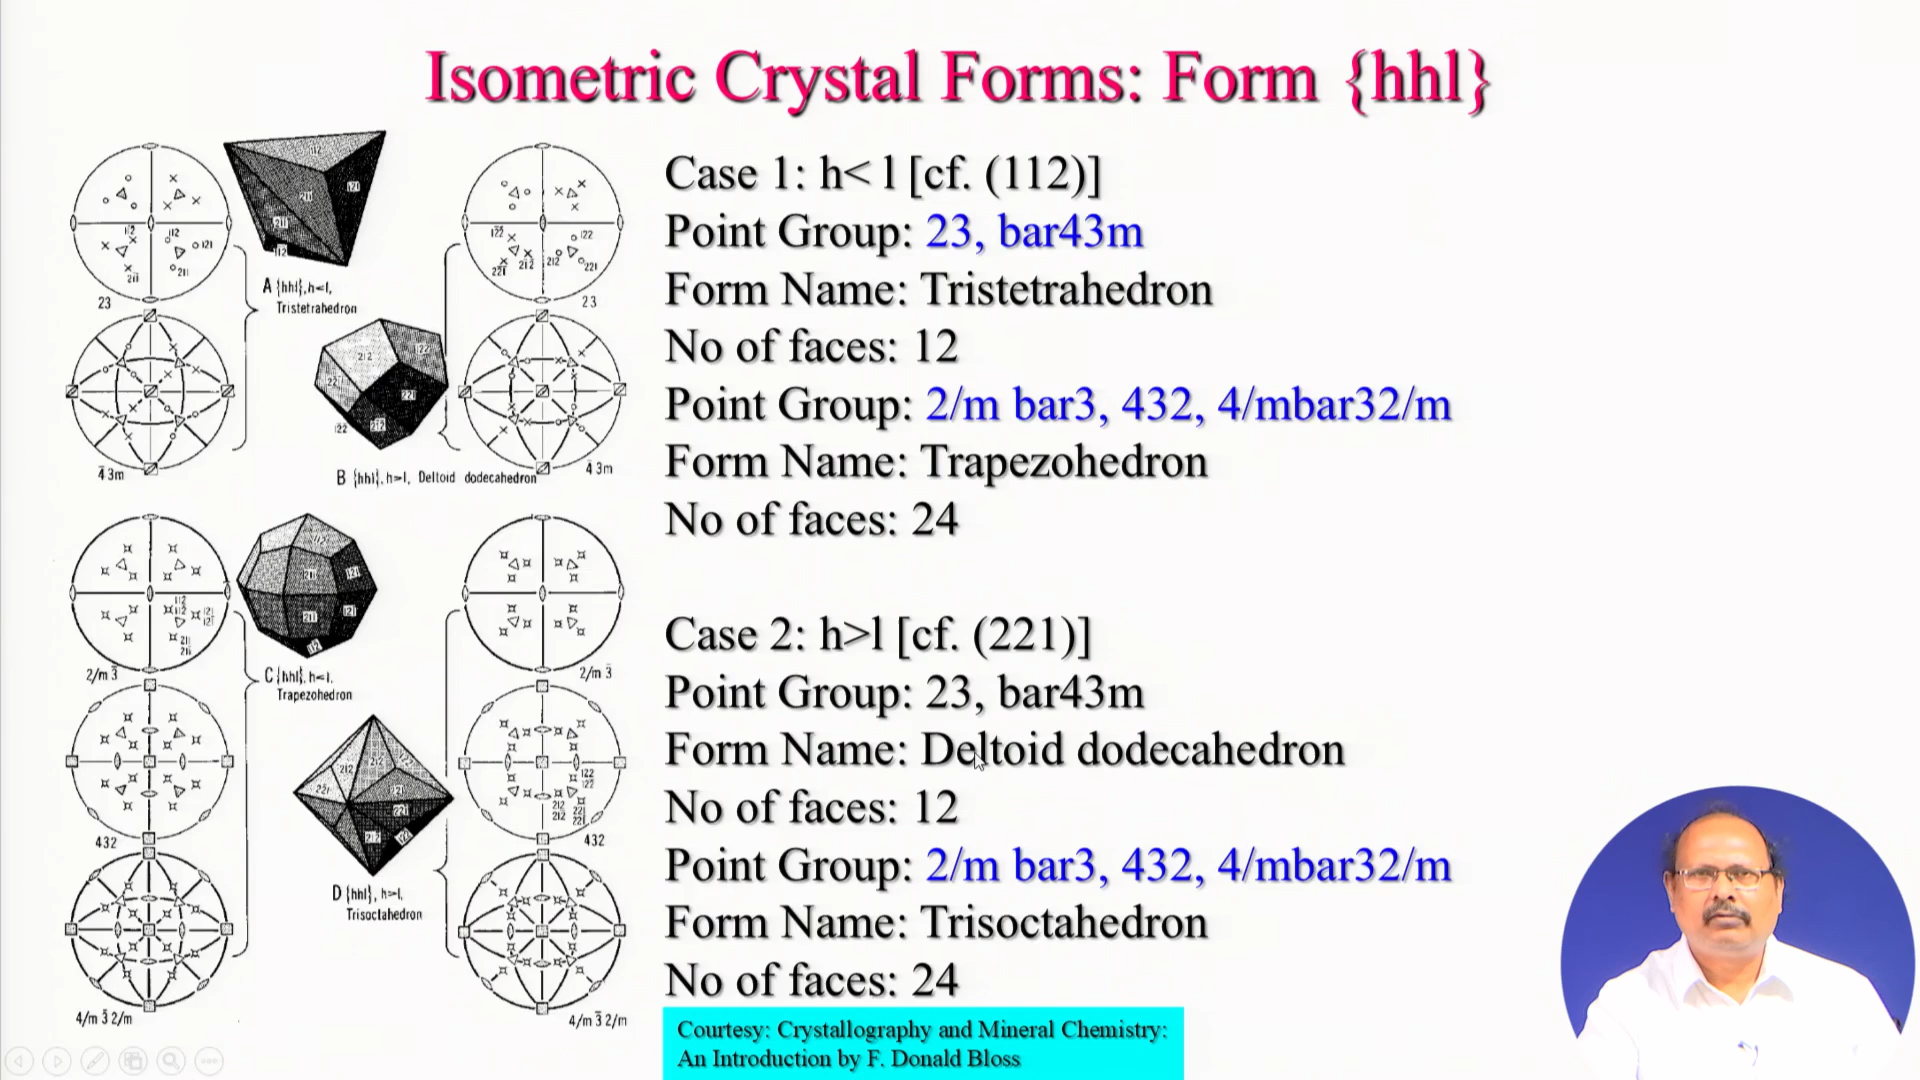 Isometric Crystal Forms: Form {hhl}
Case 1: h< l [cf. (112)]
Point Group: 23, bar43m
Form Name: Tristetrahedron
No of faces: 12
Point Group: 2/m bar3, 432, 4/mbar32/m
Form Name: Trapezohedron
No of faces: 24
Case 2: h>l [cf. (221)]
Point Group: 23, bar43m
Form Name: Deltoid dodecahedron
No of faces: 12
Point Group: 2/m bar3, 432, 4/mbar32/m
Form Name: Trisoctahedron
No of faces: 24
Courtesy: Crystallography and Mineral Chemistry:
An Introduction by F. Donald Bloss
A {hhl}, h<l,
Tristetrahedron
23
23
4̄3m
B {hhl}, h>l, Deltoid dodecahedron
4̄3m
2/m 3̄
C {hhl}, h<l,
Trapezohedron
2/m 3̄
432
432
D {hhl}, h>l,
Trisoctahedron
4/m 3̄ 2/m
4/m 3̄ 2/m